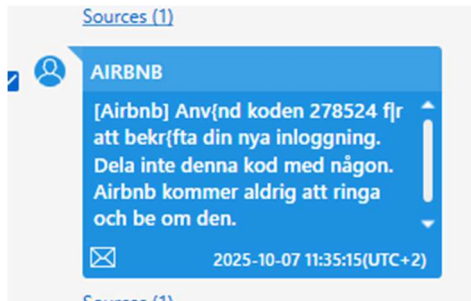 Sources (1)
AIRBNB
[Airbnb] Anv{nd koden 278524 f|r
att bekr{fta din nya inloggning.
Dela inte denna kod med någon.
Airbnb kommer aldrig att ringa
och be om den.
2025-10-07 11:35:15(UTC+2)
Sources (1)